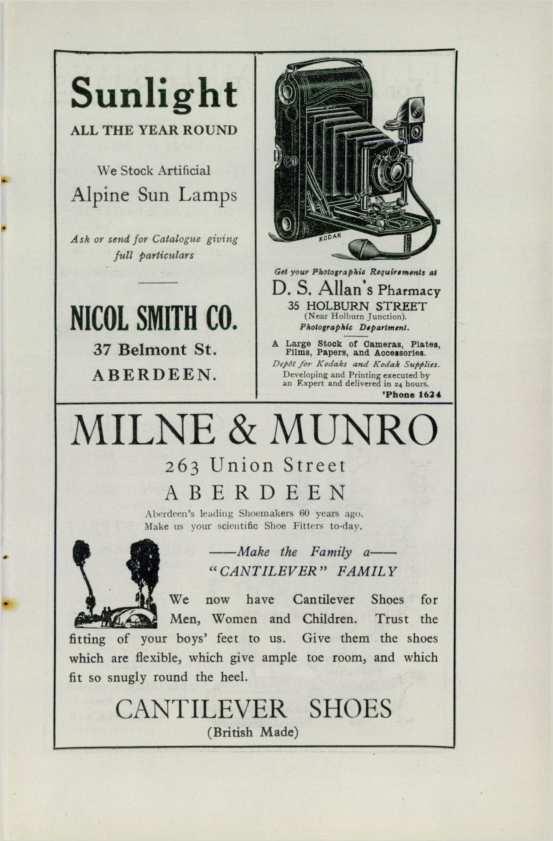 Sunlight
ALL THE YEAR ROUND
We Stock Artificial
Alpine Sun Lamps
Ask or send for Catalogue giving
full particulars
NICOL SMITH CO.
37 Belmont St.
ABERDEEN.
KODAK
Get your Photographic Requirements at
D. S. Allan's Pharmacy
35 HOLBURN STREET
(Near Holburn Junction).
Photographic Department.
A Large Stock of Cameras, Plates,
Films, Papers, and Accessories.
Depôt for Kodaks and Kodak Supplies.
Developing and Printing executed by
an Expert and delivered in 24 hours.
'Phone 1624
MILNE & MUNRO
263 Union Street
ABERDEEN
Aberdeen's leading Shoemakers 60 years ago.
Make us your scientific Shoe Fitters to-day.
——Make the Family a——
"CANTILEVER" FAMILY
We now have Cantilever Shoes for
Men, Women and Children. Trust the
fitting of your boys' feet to us. Give them the shoes
which are flexible, which give ample toe room, and which
fit so snugly round the heel.
CANTILEVER SHOES
(British Made)